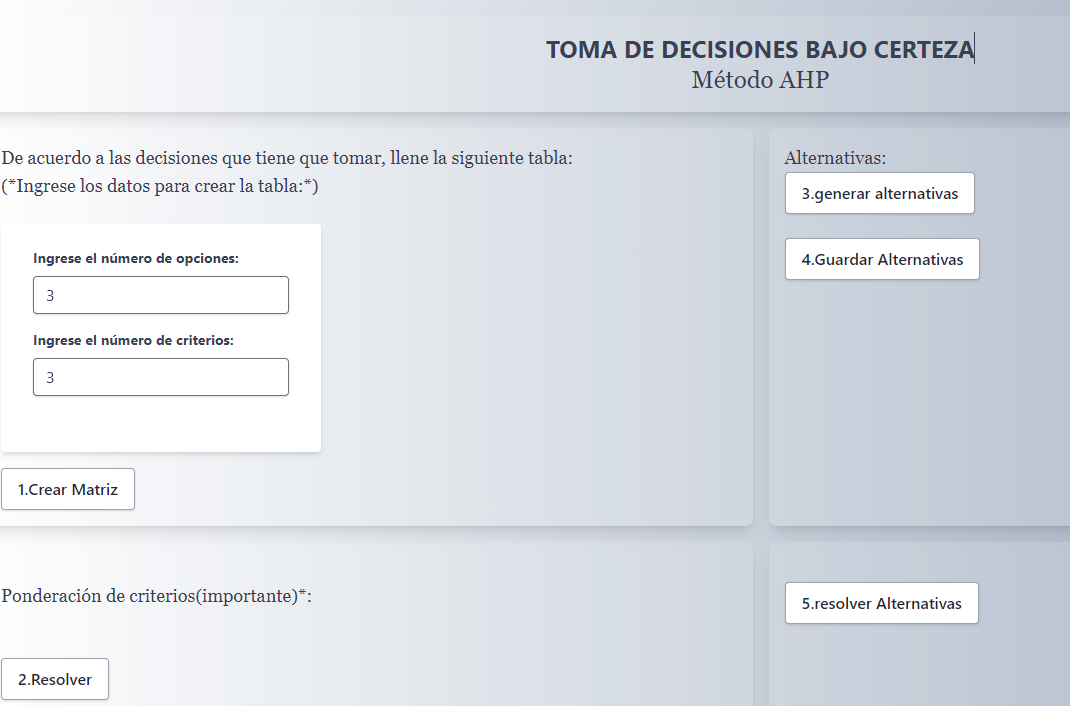 TOMA DE DECISIONES BAJO CERTEZA
Método AHP
De acuerdo a las decisiones que tiene que tomar, llene la siguiente tabla:
(*Ingrese los datos para crear la tabla:*)
Ingrese el número de opciones:
3
Ingrese el número de criterios:
3
1.Crear Matriz
Alternativas:
3.generar alternativas
4.Guardar Alternativas
Ponderación de criterios(importante)*:
2.Resolver
5.resolver Alternativas